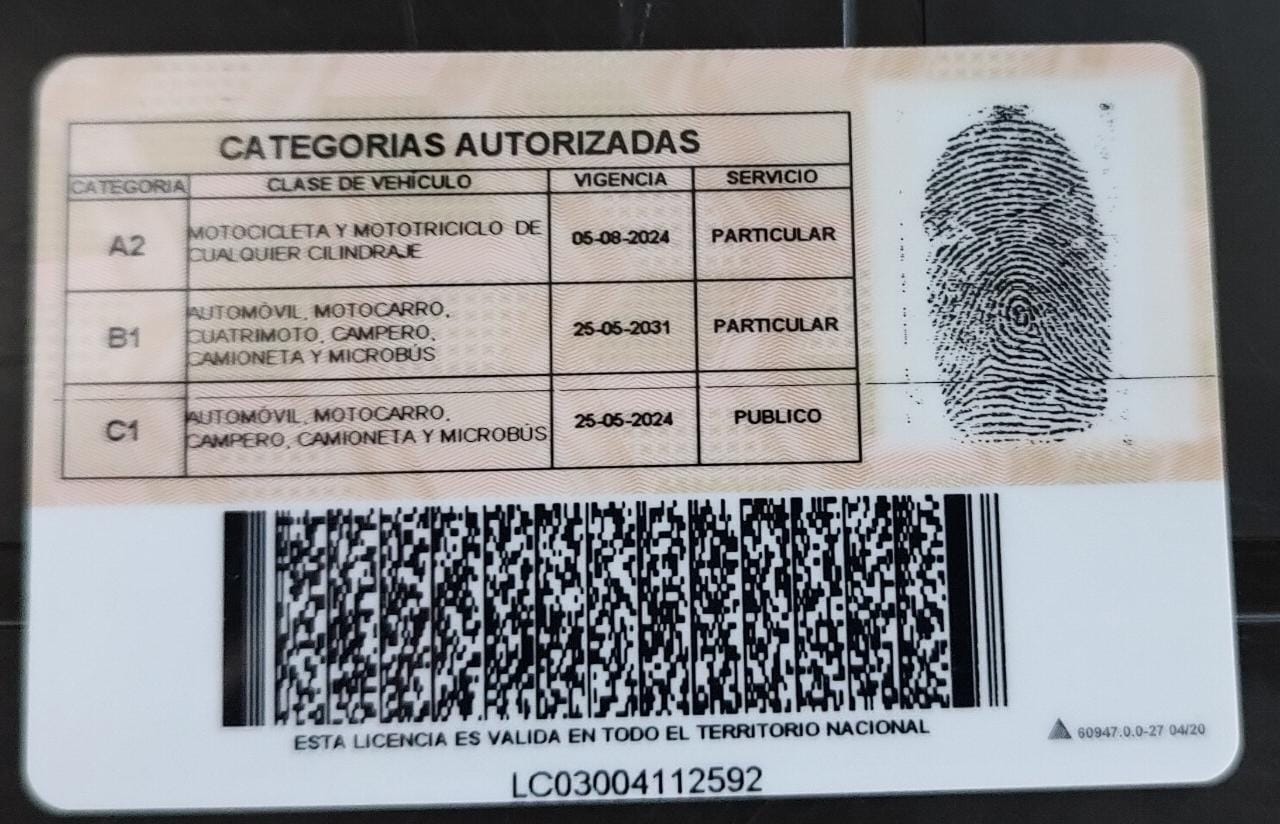 CATEGORIAS AUTORIZADAS
CATEGORIA CLASE DE VEHÍCULO VIGENCIA SERVICIO
A2 MOTOCICLETA Y MOTOTRICICLO DE CUALQUIER CILINDRAJE 05-08-2024 PARTICULAR
B1 AUTOMÓVIL, MOTOCARRO, CUATRIMOTO, CAMPERO, CAMIONETA Y MICROBÚS 25-05-2031 PARTICULAR
C1 AUTOMÓVIL, MOTOCARRO, CAMPERO, CAMIONETA Y MICROBÚS 25-05-2024 PUBLICO
ESTA LICENCIA ES VALIDA EN TODO EL TERRITORIO NACIONAL
60947.0.0-27 04/20
LC03004112592